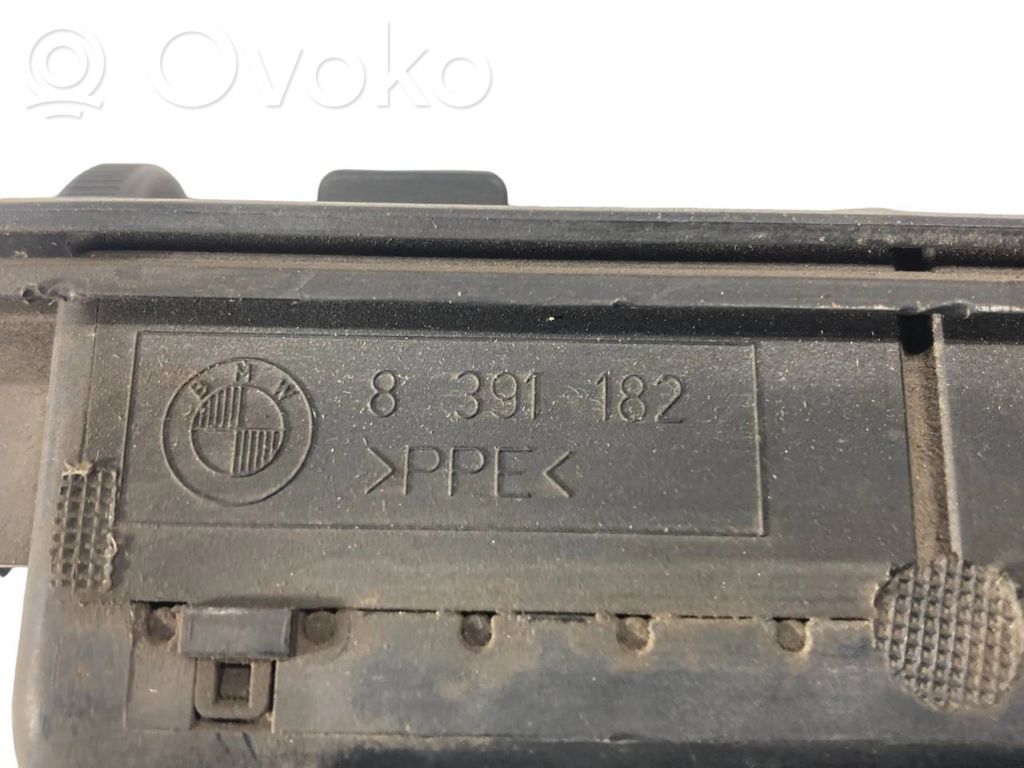 Ovoko
BMW
8 391 182
>PPE<